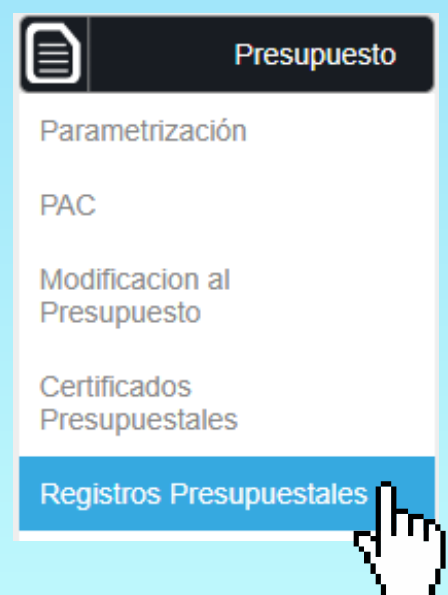 Presupuesto
Parametrización
PAC
Modificacion al
Presupuesto
Certificados
Presupuestales
Registros Presupuestales